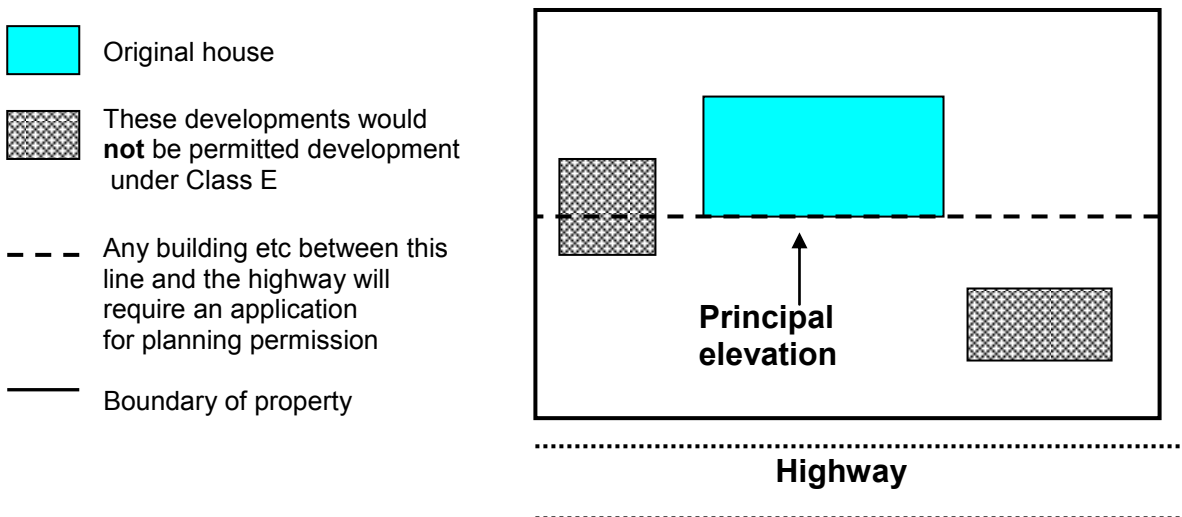 Original house
These developments would
not be permitted development
under Class E
Any building etc between this
line and the highway will
require an application
for planning permission
Boundary of property
Principal
elevation
Highway